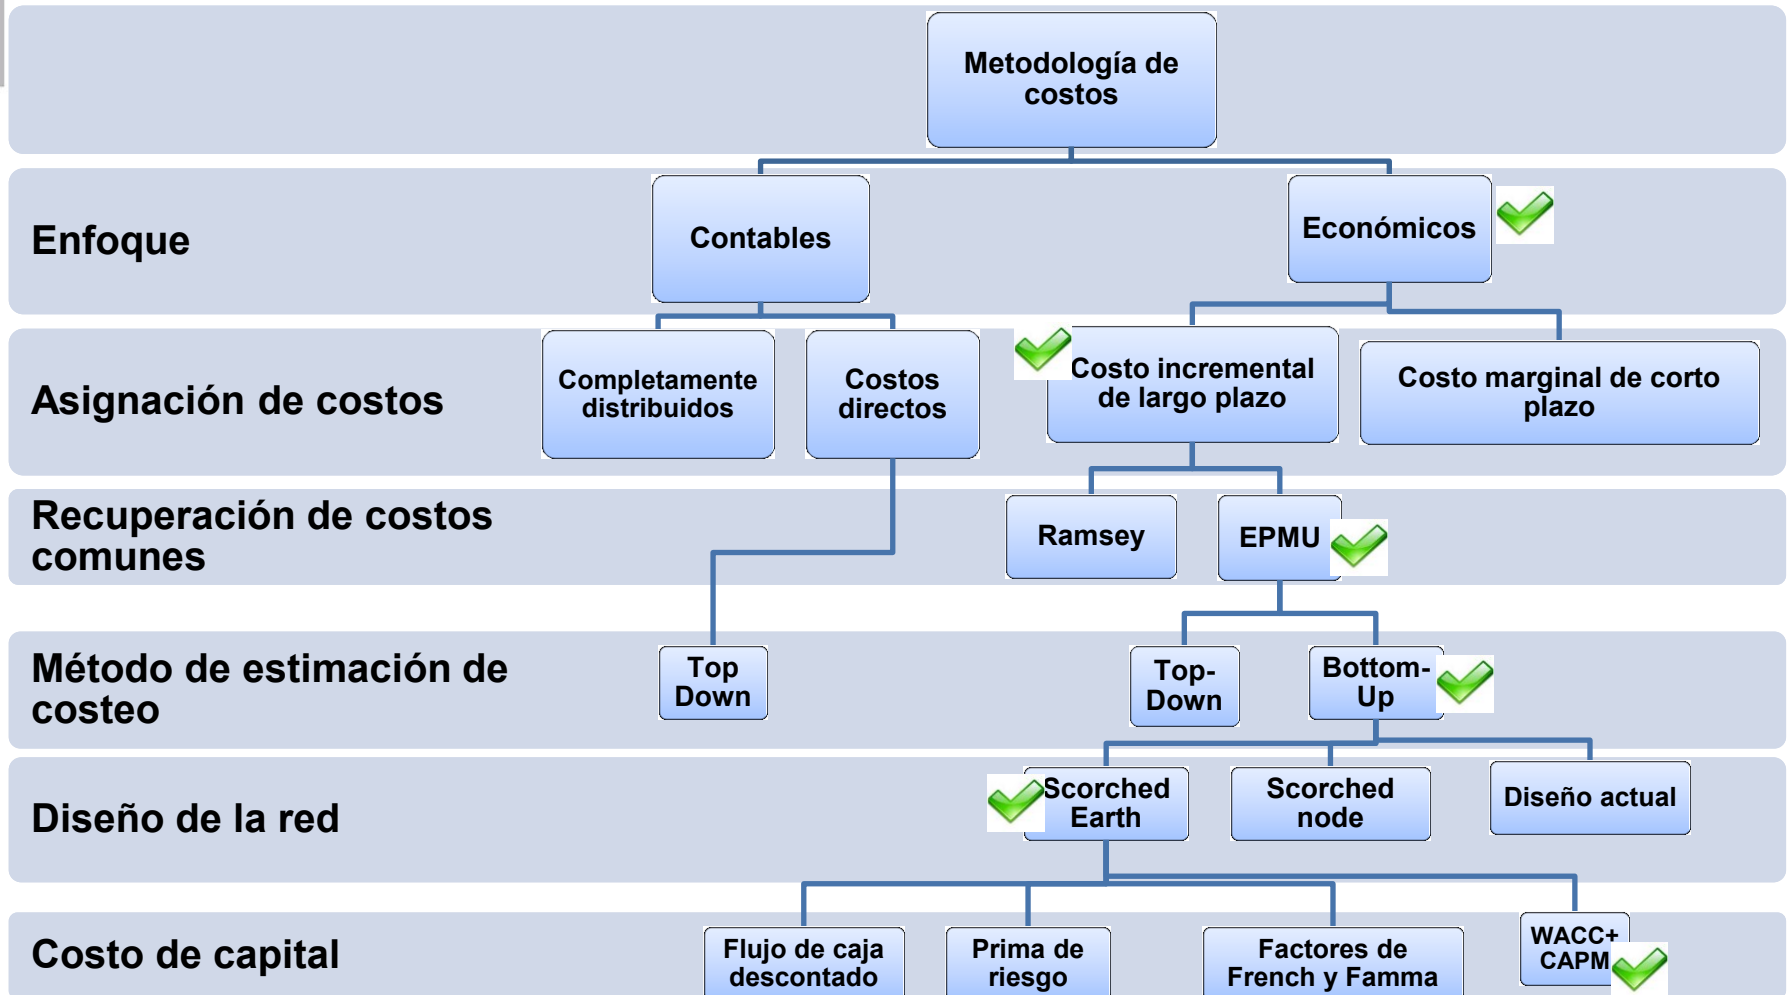 Metodología de
costos
Enfoque
Contables
Económicos
Asignación de costos
Completamente
distribuidos
Costos
directos
Costo incremental
de largo plazo
Costo marginal de corto
plazo
Recuperación de costos
comunes
Ramsey
EPMU
Método de estimación de
costeo
Top
Down
Top-
Down
Bottom-
Up
Diseño de la red
Scorched
Earth
Scorched
node
Diseño actual
Costo de capital
Flujo de caja
descontado
Prima de
riesgo
Factores de
French y Famma
WACC+
CAPM